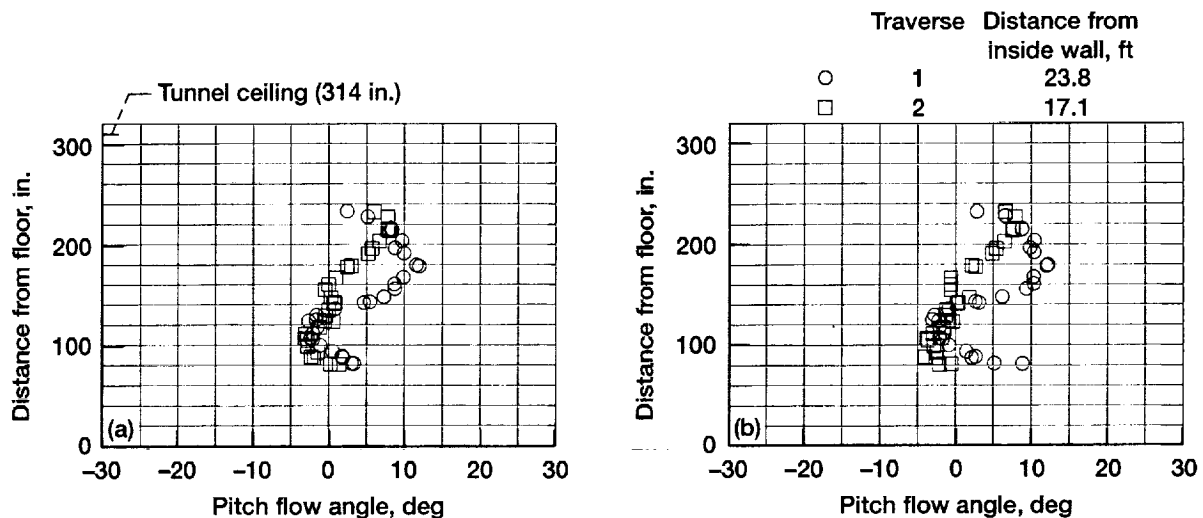 Traverse Distance from
inside wall, ft
1 23.8
2 17.1
Tunnel ceiling (314 in.)
300
200
100
0
Distance from floor, in.
(a)
–30 –20 –10 0 10 20 30
Pitch flow angle, deg
300
200
100
0
Distance from floor, in.
(b)
–30 –20 –10 0 10 20 30
Pitch flow angle, deg